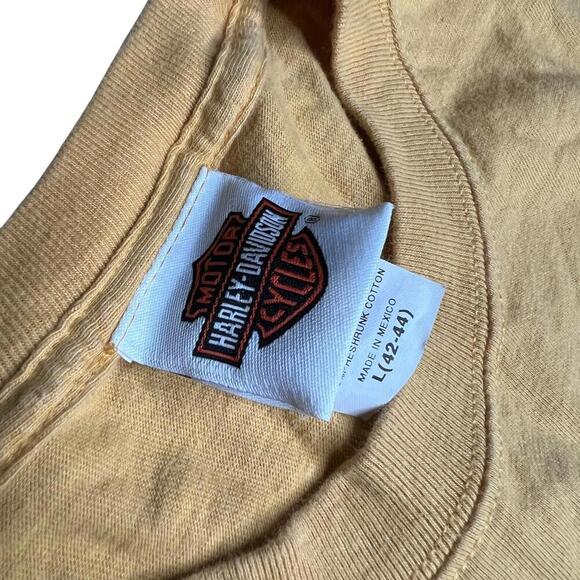 MOTOR
HARLEY-DAVIDSON
CYCLES
®
PRESHRUNK COTTON
MADE IN MEXICO
L(42-44)